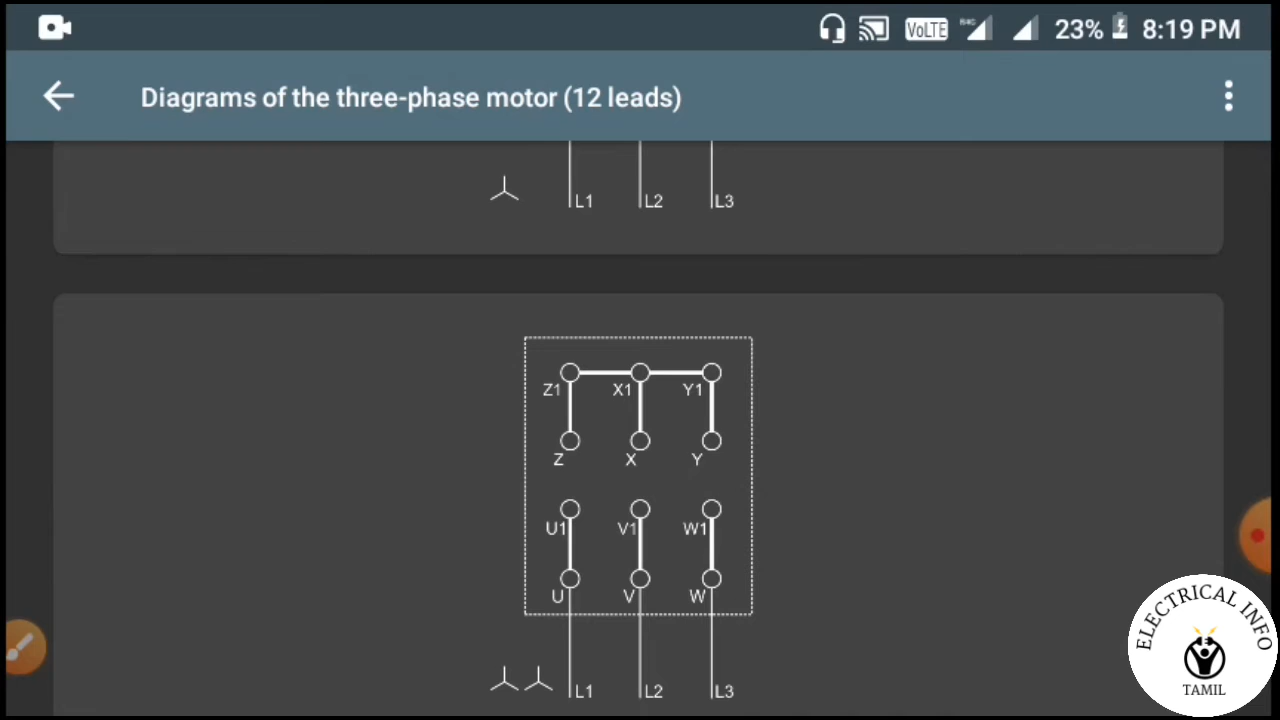 VoLTE R4G 23% 8:19 PM
Diagrams of the three-phase motor (12 leads)
L1 L2 L3
Z1 X1 Y1
Z X Y
U1 V1 W1
U V W
L1 L2 L3
ELECTRICAL INFO
TAMIL